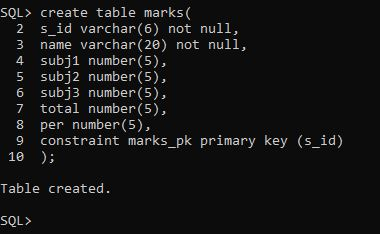 SQL> create table marks(
  2  s_id varchar(6) not null,
  3  name varchar(20) not null,
  4  subj1 number(5),
  5  subj2 number(5),
  6  subj3 number(5),
  7  total number(5),
  8  per number(5),
  9  constraint marks_pk primary key (s_id)
 10  );
Table created.
SQL>